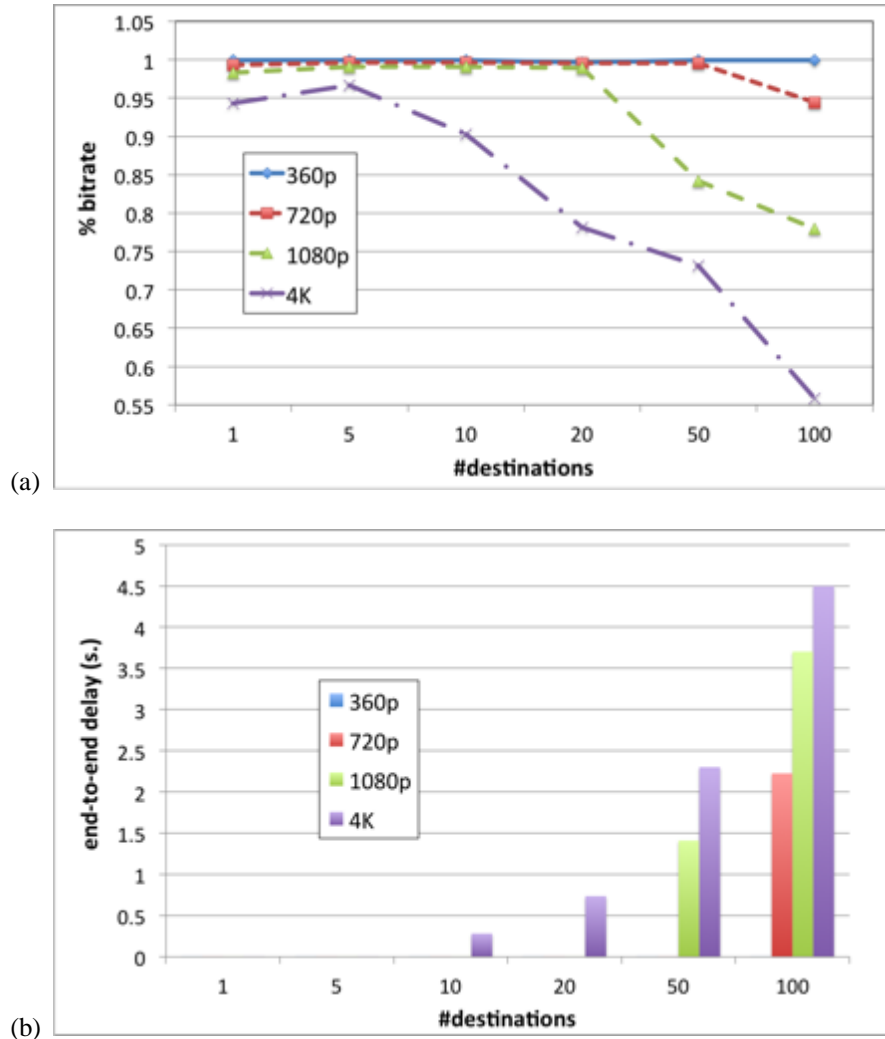 1.05
1
0.95
0.9
0.85
0.8
0.75
0.7
0.65
0.6
0.55
% bitrate
360p
720p
1080p
4K
1 5 10 20 50 100
#destinations
(a)
5
4.5
4
3.5
3
2.5
2
1.5
1
0.5
0
end-to-end delay (s.)
360p
720p
1080p
4K
1 5 10 20 50 100
#destinations
(b)